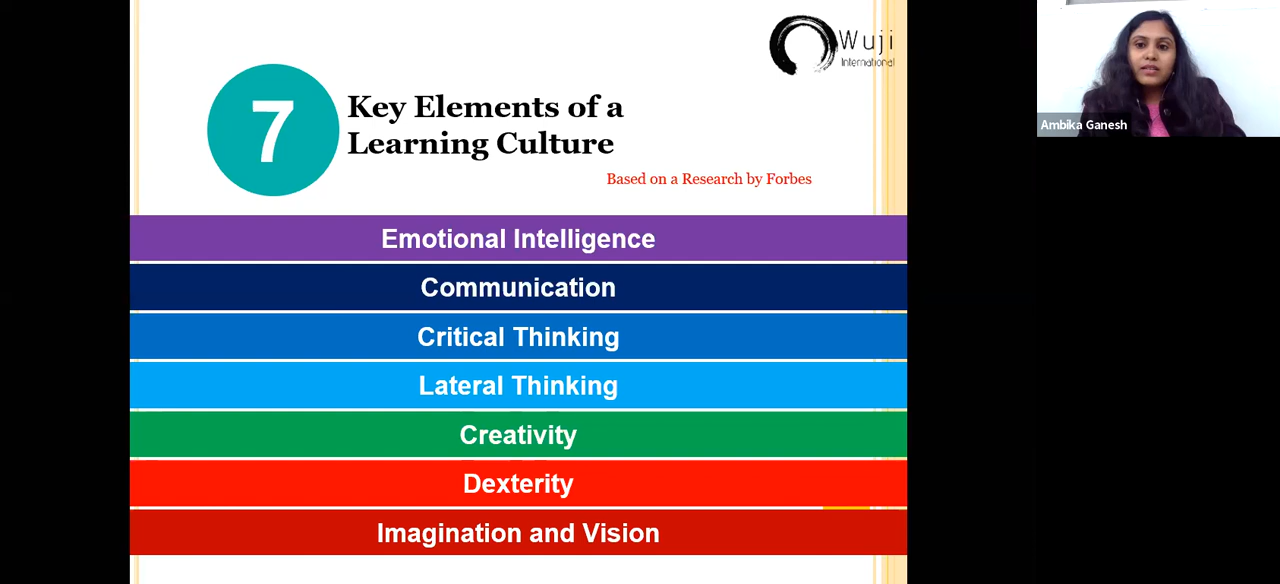 Wuji
International
7
Key Elements of a
Learning Culture
Based on a Research by Forbes
Emotional Intelligence
Communication
Critical Thinking
Lateral Thinking
Creativity
Dexterity
Imagination and Vision
Ambika Ganesh